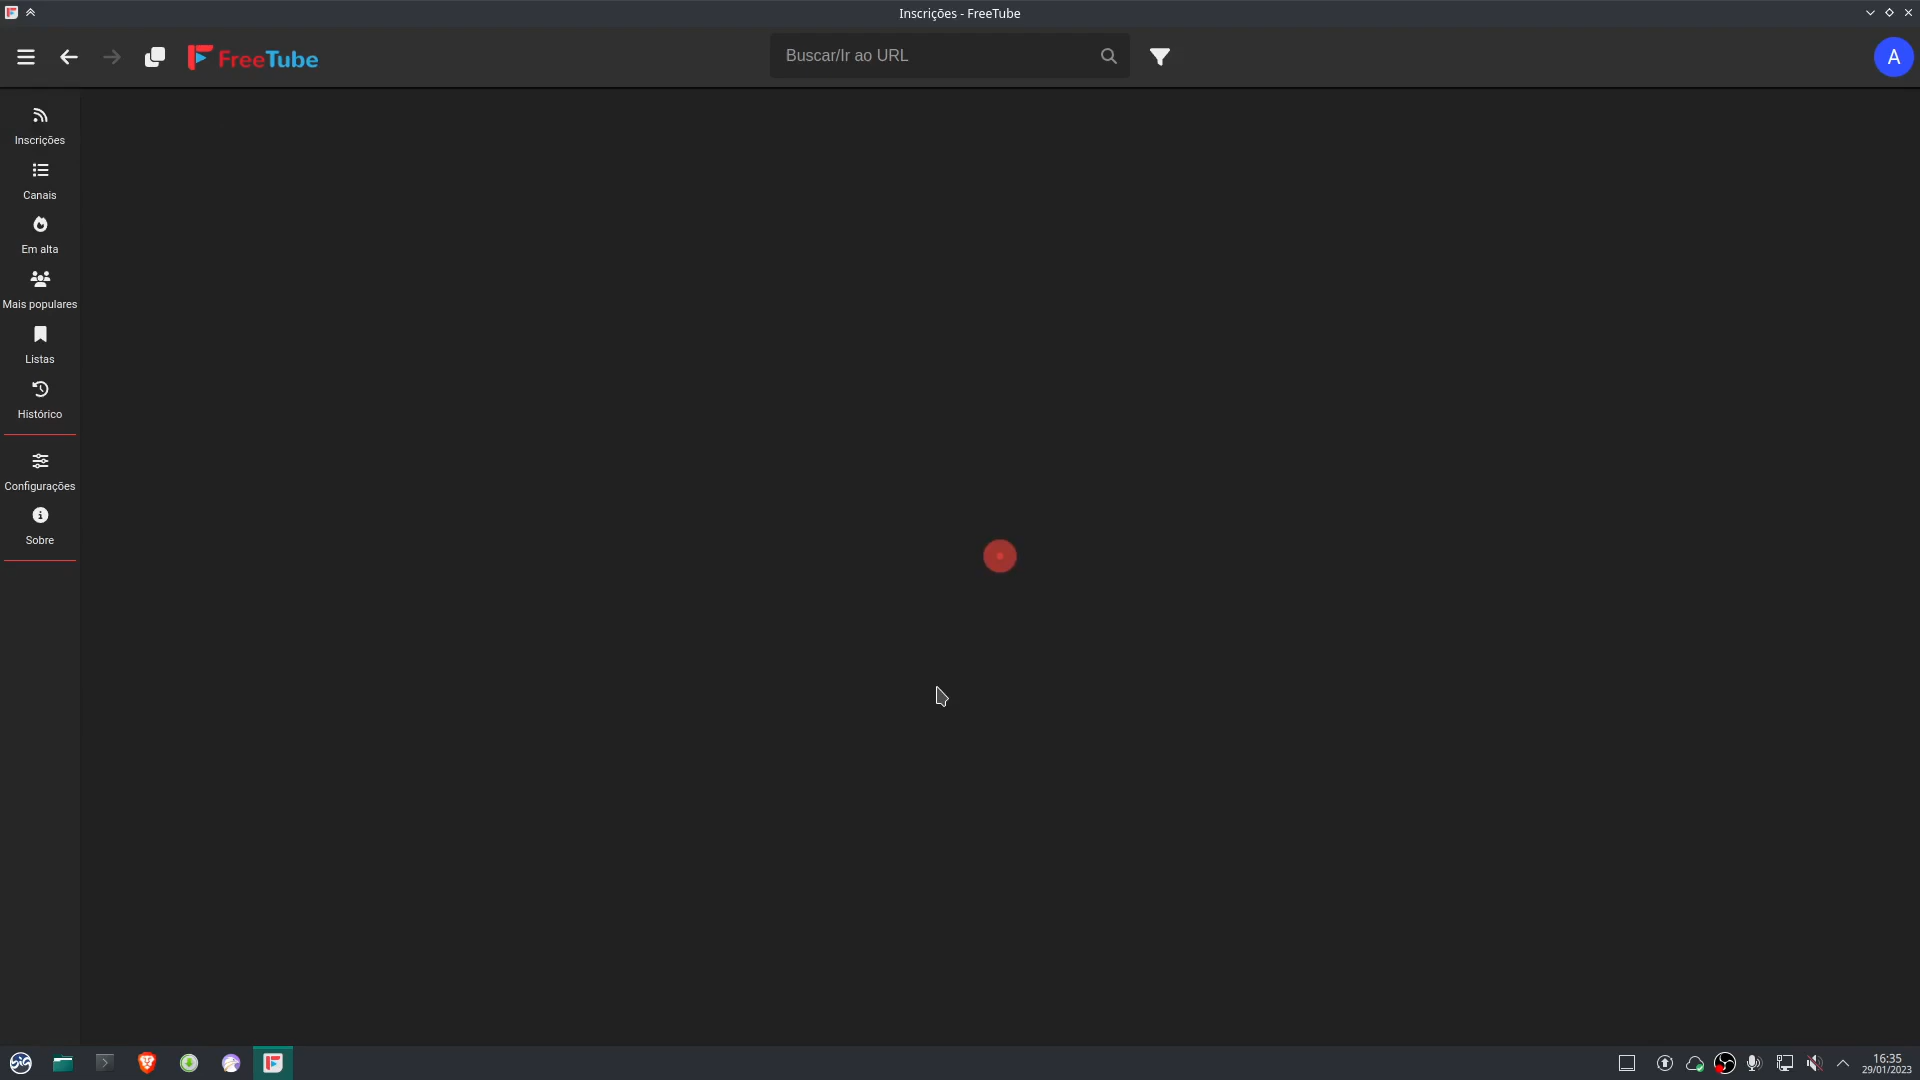 Inscrições - FreeTube
FreeTube
Buscar/Ir ao URL
A
Inscrições
Canais
Em alta
Mais populares
Listas
Histórico
Configurações
Sobre
16:35
29/01/2023